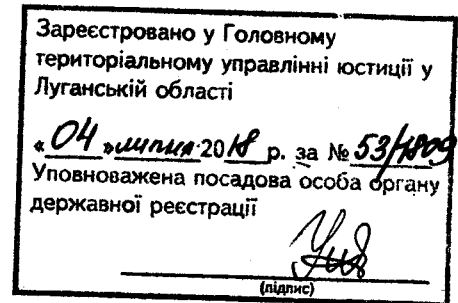 Зареєстровано у Головному
територіальному управлінні юстиції у
Луганській області
«04» липня 2018 р. за № 53/1809
Уповноважена посадова особа органу
державної реєстрації
(підпис)